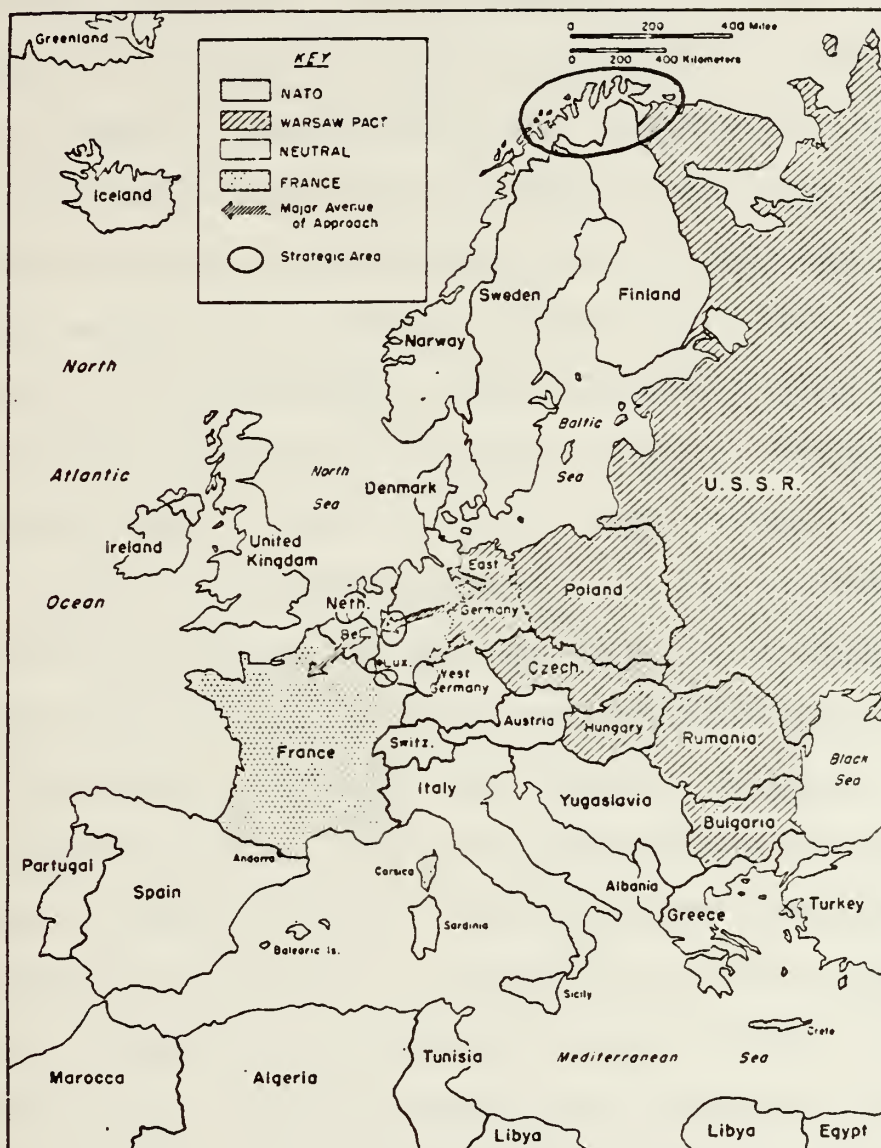 Greenland
KEY
NATO
WARSAW PACT
NEUTRAL
FRANCE
Major Avenue
of Approach
Strategic Area
0 200 400 Miles
0 200 400 Kilometers
Iceland
Sweden
Finland
Norway
North
Atlantic
Ocean
North
Sea
Baltic
Sea
Denmark
U.S.S.R.
Ireland
United
Kingdom
East
Germany
Poland
Neth.
Bel.
Lux.
West
Germany
Czech.
Austria
Hungary
Rumania
Black
Sea
France
Switz.
Italy
Yugaslavia
Bulgaria
Andorra
Corsica
Partugal
Spain
Albania
Greece
Turkey
Balearic Is.
Sardinia
Sicily
Crete
Mediterranean Sea
Marocca
Algeria
Tunisia
Libya
Libya
Egypt